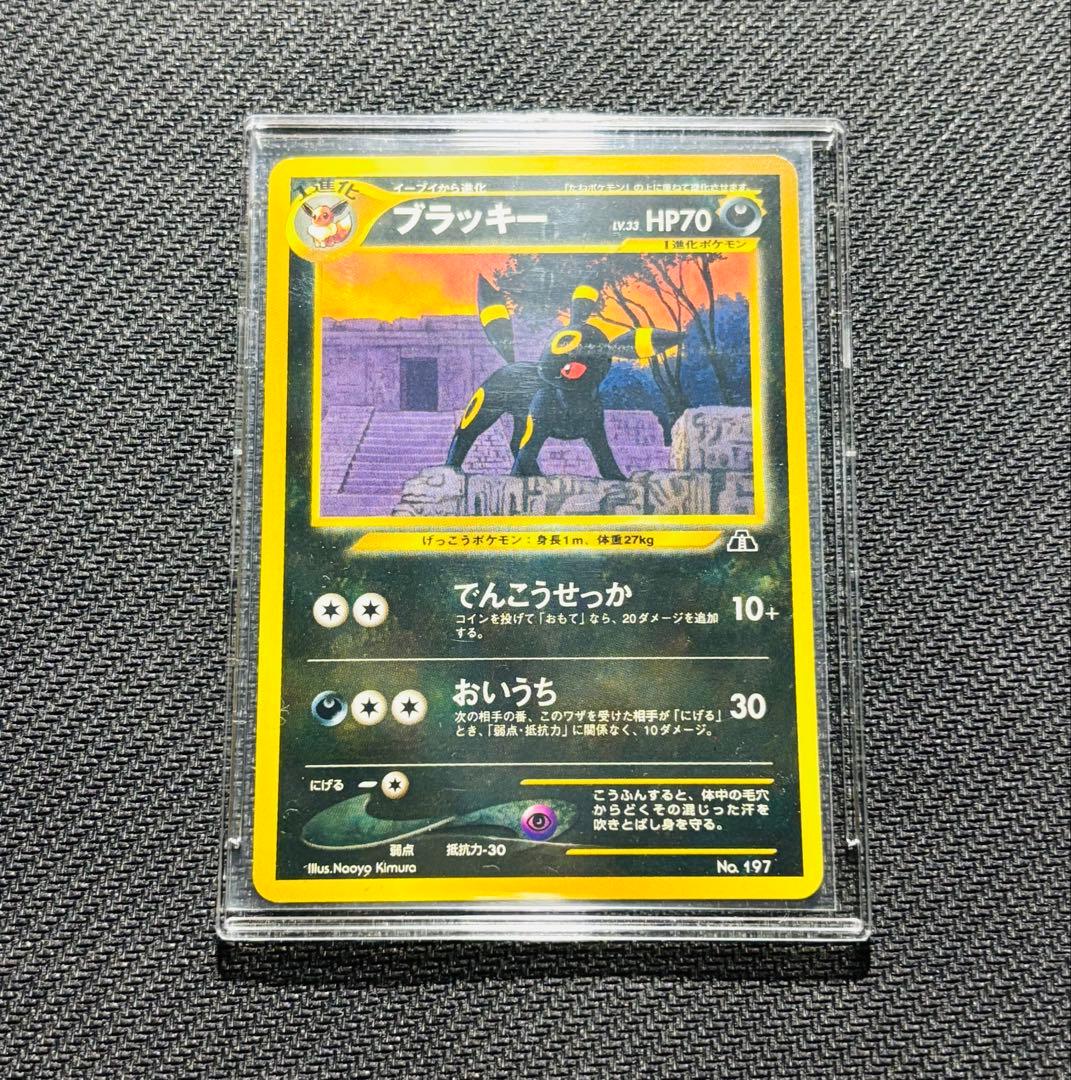 1進化
イーブイから進化
「たねポケモン」の上に重ねて進化させます。
ブラッキー LV.33 HP70
1進化ポケモン
げっこうポケモン：身長1m、体重27kg
でんこうせっか 10+
コインを投げて「おもて」なら、20ダメージを追加
する。
おいうち 30
次の相手の番、このワザを受けた相手が「にげる」
とき、「弱点・抵抗力」に関係なく、10ダメージ。
にげる
こうふんすると、体中の毛穴
からどくその混じった汗を
吹きとばし身を守る。
弱点 抵抗力-30
Illus.Naoyo Kimura No. 197